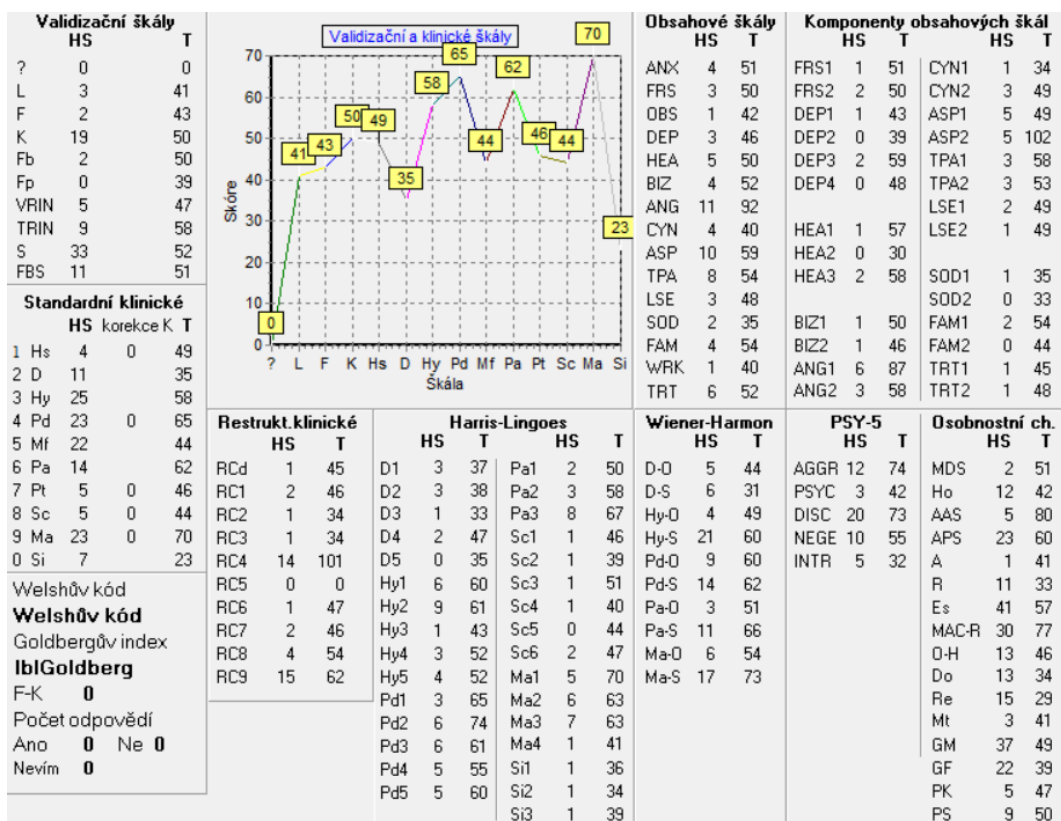 Validizační škály
HS T
? 0 0
L 3 41
F 2 43
K 19 50
Fb 2 50
Fp 0 39
VRIN 5 47
TRIN 9 58
S 33 52
FBS 11 51
Standardní klinické
HS korekce K T
1 Hs 4 0 49
2 D 11 35
3 Hy 25 58
4 Pd 23 0 65
5 Mf 22 44
6 Pa 14 62
7 Pt 5 0 46
8 Sc 5 0 44
9 Ma 23 0 70
0 Si 7 23
Welshův kód
Welshův kód
Goldbergův index
lblGoldberg
F-K 0
Počet odpovědí
Ano 0 Ne 0
Nevím 0
Validizační a klinické škály
70
60
50
40
30
20
10
0
Skóre
0 41 43 50 49 35 58 65 44 62 46 44 70 23
? L F K Hs D Hy Pd Mf Pa Pt Sc Ma Si
Škála
Obsahové škály
HS T
ANX 4 51
FRS 3 50
OBS 1 42
DEP 3 46
HEA 5 50
BIZ 4 52
ANG 11 92
CYN 4 40
ASP 10 59
TPA 8 54
LSE 3 48
SOD 2 35
FAM 4 54
WRK 1 40
TRT 6 52
Komponenty obsahových škál
HS T HS T
FRS1 1 51 CYN1 1 34
FRS2 2 50 CYN2 3 49
DEP1 1 43 ASP1 5 49
DEP2 0 39 ASP2 5 102
DEP3 2 59 TPA1 3 58
DEP4 0 48 TPA2 3 53
LSE1 2 49
HEA1 1 57 LSE2 1 49
HEA2 0 30
HEA3 2 58 SOD1 1 35
SOD2 0 33
BIZ1 1 50 FAM1 2 54
BIZ2 1 46 FAM2 0 44
ANG1 6 87 TRT1 1 45
ANG2 3 58 TRT2 1 48
Restrukt.klinické
HS T
RCd 1 45
RC1 2 46
RC2 1 34
RC3 1 34
RC4 14 101
RC5 0 0
RC6 1 47
RC7 2 46
RC8 4 54
RC9 15 62
Harris-Lingoes
HS T HS T
D1 3 37 Pa1 2 50
D2 3 38 Pa2 3 58
D3 1 33 Pa3 8 67
D4 2 47 Sc1 1 46
D5 0 35 Sc2 1 39
Hy1 6 60 Sc3 1 51
Hy2 9 61 Sc4 1 40
Hy3 1 43 Sc5 0 44
Hy4 3 52 Sc6 2 47
Hy5 4 52 Ma1 5 70
Pd1 3 65 Ma2 6 63
Pd2 6 74 Ma3 7 63
Pd3 6 61 Ma4 1 41
Pd4 5 55 Si1 1 36
Pd5 5 60 Si2 1 34
Si3 1 39
Wiener-Harmon
HS T
D-O 5 44
D-S 6 31
Hy-O 4 49
Hy-S 21 60
Pd-O 9 60
Pd-S 14 62
Pa-O 3 51
Pa-S 11 66
Ma-O 6 54
Ma-S 17 73
PSY-5
HS T
AGGR 12 74
PSYC 3 42
DISC 20 73
NEGE 10 55
INTR 5 32
Osobnostní ch.
HS T
MDS 2 51
Ho 12 42
AAS 5 80
APS 23 60
A 1 41
R 11 33
Es 41 57
MAC-R 30 77
O-H 13 46
Do 13 34
Re 15 29
Mt 3 41
GM 37 49
GF 22 39
PK 5 47
PS 9 50